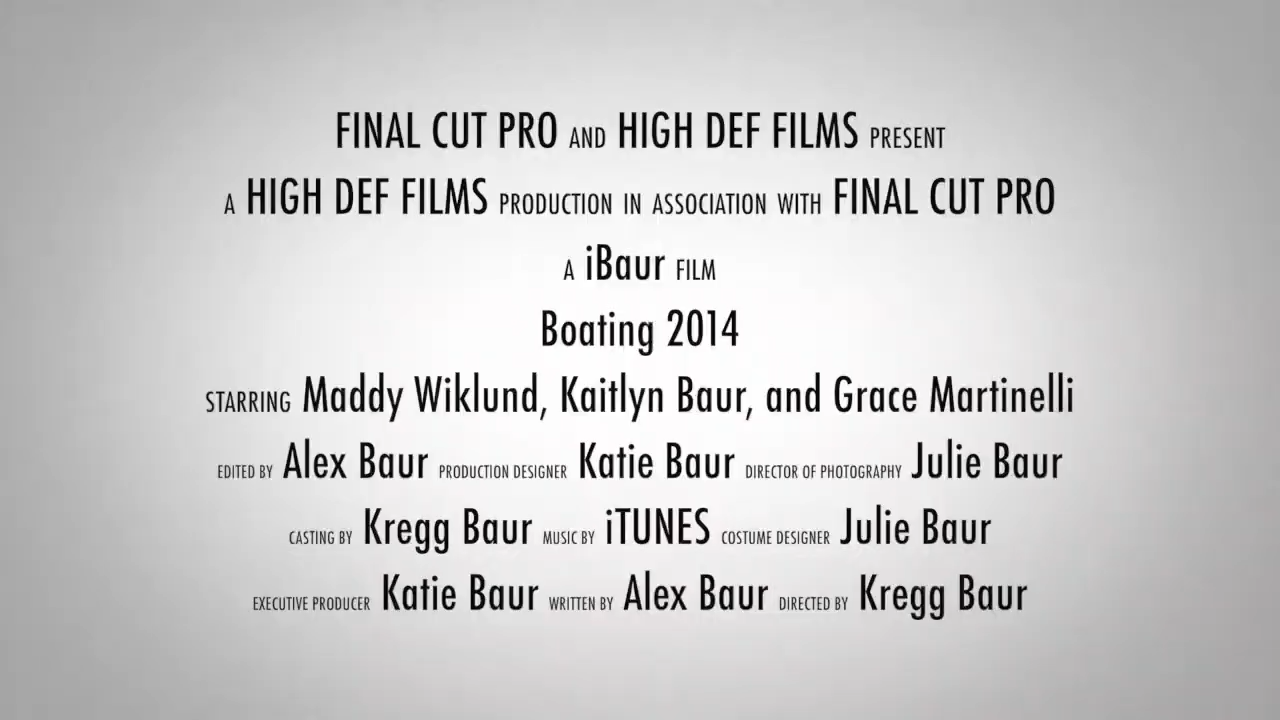 FINAL CUT PRO AND HIGH DEF FILMS PRESENT
A HIGH DEF FILMS PRODUCTION IN ASSOCIATION WITH FINAL CUT PRO
A iBaur FILM
Boating 2014
STARRING Maddy Wiklund, Kaitlyn Baur, and Grace Martinelli
EDITED BY Alex Baur PRODUCTION DESIGNER Katie Baur DIRECTOR OF PHOTOGRAPHY Julie Baur
CASTING BY Kregg Baur MUSIC BY iTUNES COSTUME DESIGNER Julie Baur
EXECUTIVE PRODUCER Katie Baur WRITTEN BY Alex Baur DIRECTED BY Kregg Baur